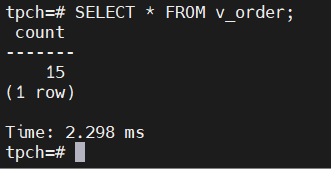 tpch=# SELECT * FROM v_order;
count
-------
15
(1 row)
Time: 2.298 ms
tpch=#